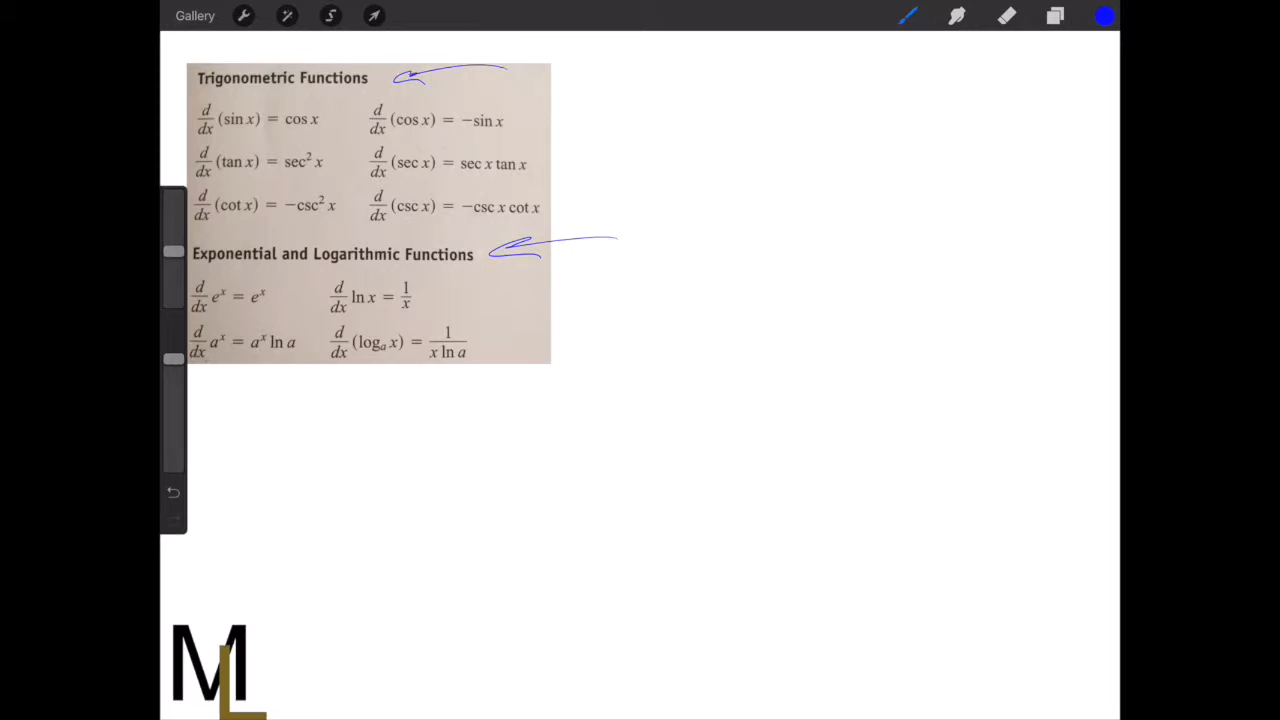 Gallery
Trigonometric Functions
d/dx (sin x) = cos x d/dx (cos x) = −sin x
d/dx (tan x) = sec² x d/dx (sec x) = sec x tan x
d/dx (cot x) = −csc² x d/dx (csc x) = −csc x cot x
Exponential and Logarithmic Functions
d/dx eˣ = eˣ d/dx ln x = 1/x
d/dx aˣ = aˣ ln a d/dx (logₐ x) = 1/(x ln a)
ML